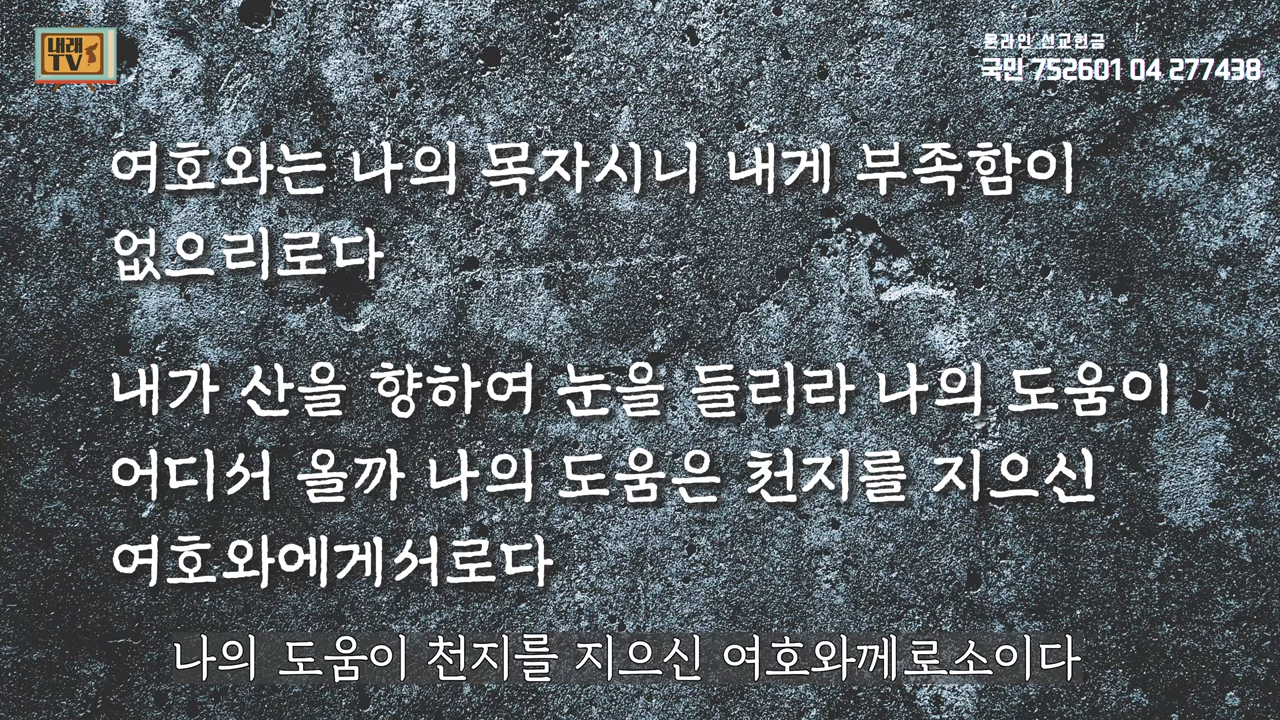 내래
TV
온라인 선교헌금
국민 752601 04 277438
여호와는 나의 목자시니 내게 부족함이
없으리로다
내가 산을 향하여 눈을 들리라 나의 도움이
어디서 올까 나의 도움은 천지를 지으신
여호와에게서로다
나의 도움이 천지를 지으신 여호와께로소이다